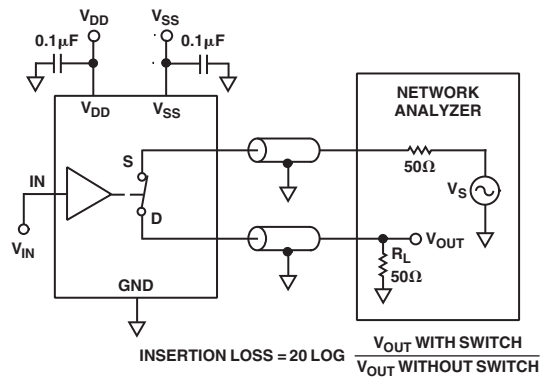 VDD
VSS
0.1µF
0.1µF
VDD
VSS
NETWORK
ANALYZER
S
50Ω
IN
VS
D
VIN
VOUT
RL
50Ω
GND
INSERTION LOSS = 20 LOG VOUT WITH SWITCH
VOUT WITHOUT SWITCH